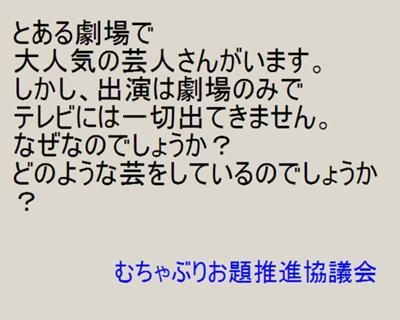 とある劇場で
大人気の芸人さんがいます。
しかし、出演は劇場のみで
テレビには一切出てきません。
なぜなのでしょうか？
どのような芸をしているのでしょうか
？
むちゃぶりお題推進協議会